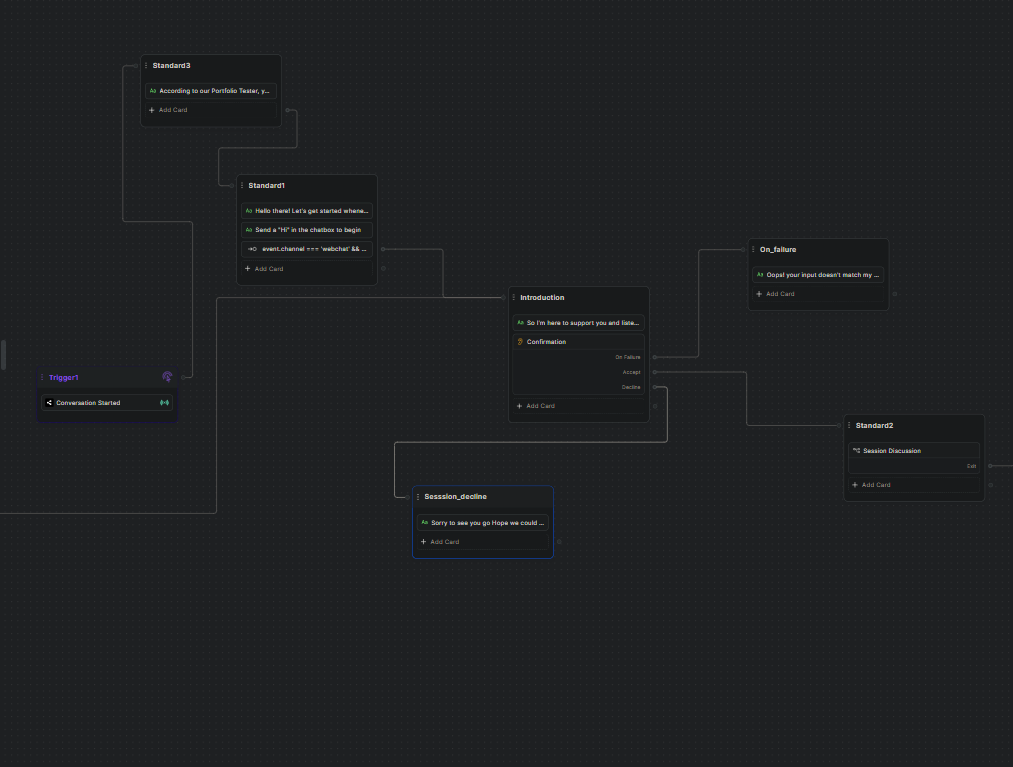 Standard3
According to our Portfolio Tester, y...
Add Card
Standard1
Hello there! Let's get started whene...
Send a "Hi" in the chatbox to begin
event.channel === 'webchat' && ...
Add Card
On_failure
Oops! your input doesn't match my ...
Add Card
Introduction
So I'm here to support you and liste...
Confirmation
On Failure
Accept
Decline
Add Card
Trigger1
Conversation Started
Standard2
Session Discussion
Exit
Add Card
Sesssion_decline
Sorry to see you go Hope we could ...
Add Card